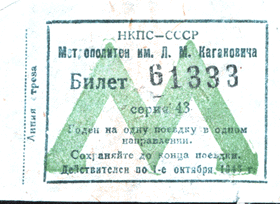 НКПС—СССР
Метрополитен им. Л. М. Кагановича
Билет 61333
серия 43
Годен на одну поездку в одном
направлении.
Сохраняйте до конца поездки.
Действителен по 1-е октября, г.
Линия отреза